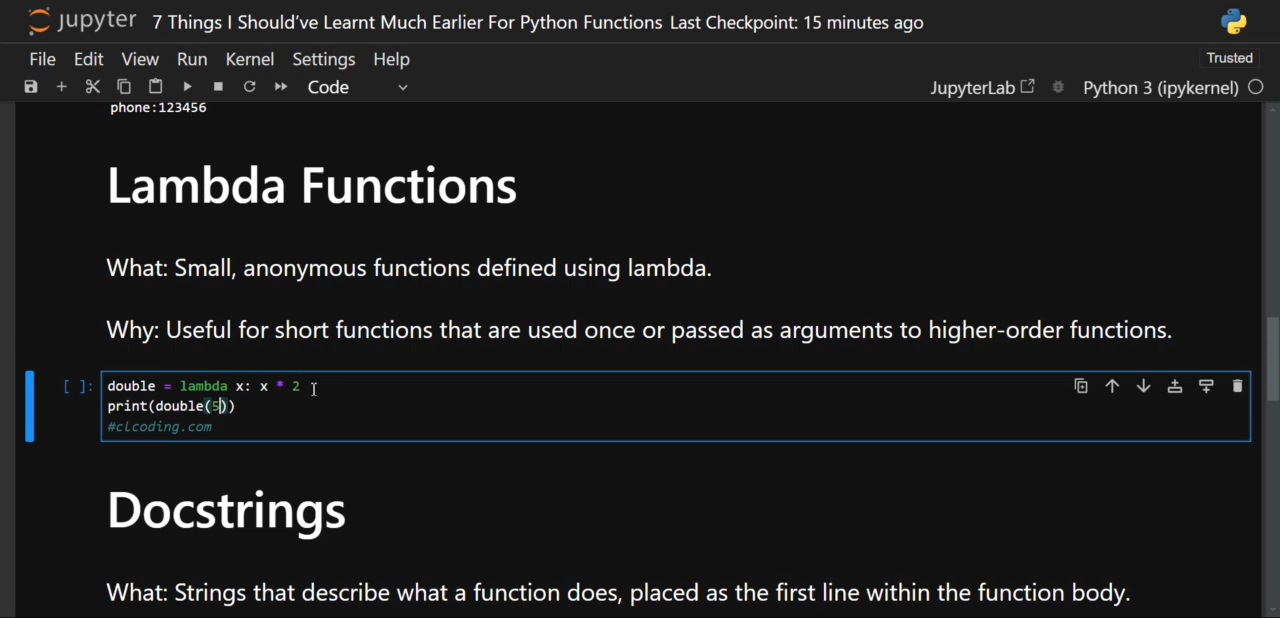 jupyter 7 Things I Should've Learnt Much Earlier For Python Functions Last Checkpoint: 15 minutes ago
File Edit View Run Kernel Settings Help Trusted
Code JupyterLab Python 3 (ipykernel)
phone:123456
Lambda Functions
What: Small, anonymous functions defined using lambda.
Why: Useful for short functions that are used once or passed as arguments to higher-order functions.
[ ]: double = lambda x: x * 2
print(double(5))
#clcoding.com
Docstrings
What: Strings that describe what a function does, placed as the first line within the function body.